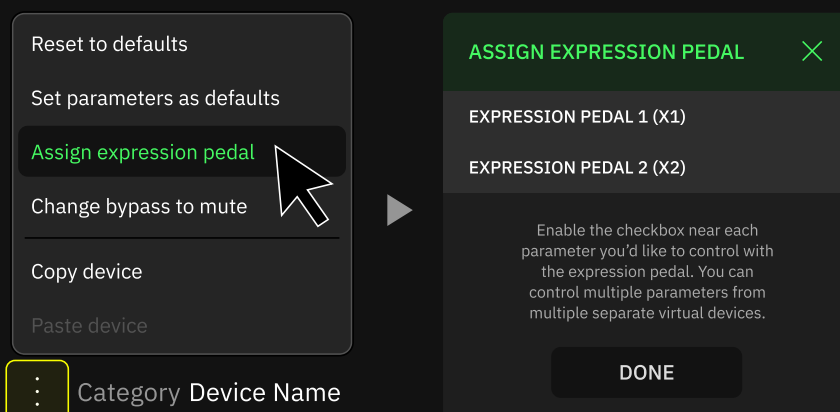 Reset to defaults
Set parameters as defaults
Assign expression pedal
Change bypass to mute
Copy device
Paste device
Category Device Name
ASSIGN EXPRESSION PEDAL
EXPRESSION PEDAL 1 (X1)
EXPRESSION PEDAL 2 (X2)
Enable the checkbox near each
parameter you’d like to control with
the expression pedal. You can
control multiple parameters from
multiple separate virtual devices.
DONE